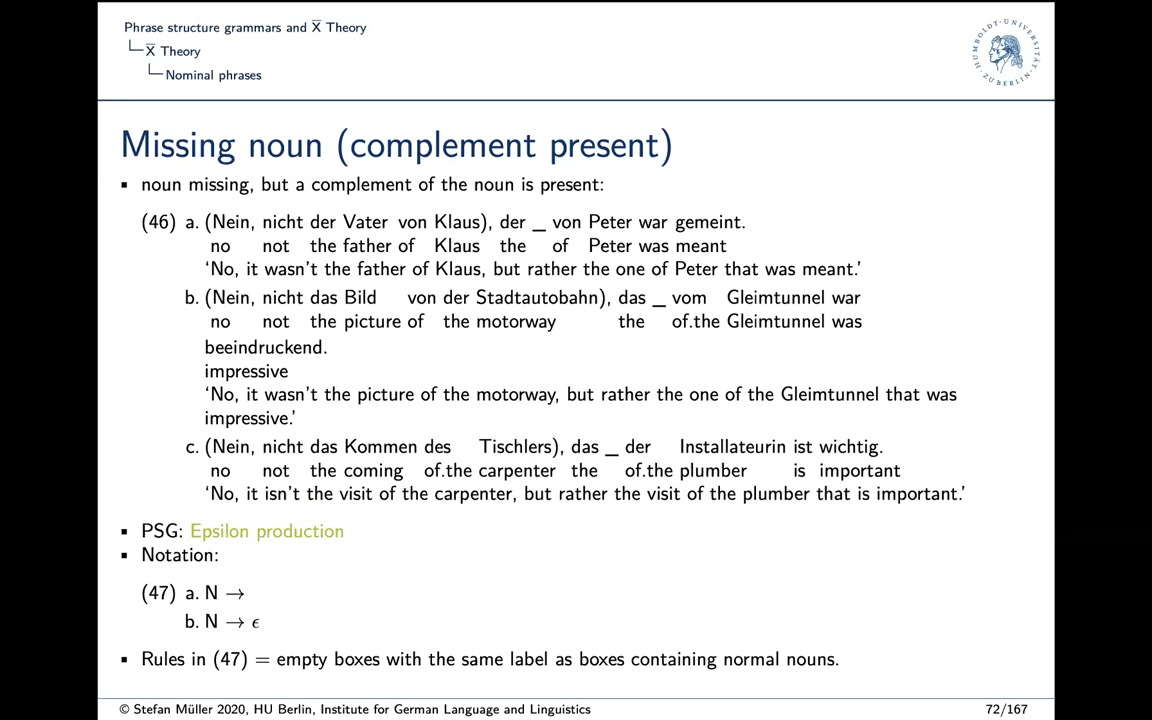 Phrase structure grammars and X̅ Theory
X̅ Theory
Nominal phrases
HUMBOLDT-UNIVERSITÄT ZU BERLIN
Missing noun (complement present)
▪ noun missing, but a complement of the noun is present:
(46) a. (Nein, nicht der Vater von Klaus), der _ von Peter war gemeint.
no not the father of Klaus the of Peter was meant
‘No, it wasn’t the father of Klaus, but rather the one of Peter that was meant.’
b. (Nein, nicht das Bild von der Stadtautobahn), das _ vom Gleimtunnel war
no not the picture of the motorway the of.the Gleimtunnel was
beeindruckend.
impressive
‘No, it wasn’t the picture of the motorway, but rather the one of the Gleimtunnel that was
impressive.’
c. (Nein, nicht das Kommen des Tischlers), das _ der Installateurin ist wichtig.
no not the coming of.the carpenter the of.the plumber is important
‘No, it isn’t the visit of the carpenter, but rather the visit of the plumber that is important.’
▪ PSG: Epsilon production
▪ Notation:
(47) a. N →
b. N → ϵ
▪ Rules in (47) = empty boxes with the same label as boxes containing normal nouns.
© Stefan Müller 2020, HU Berlin, Institute for German Language and Linguistics 72/167